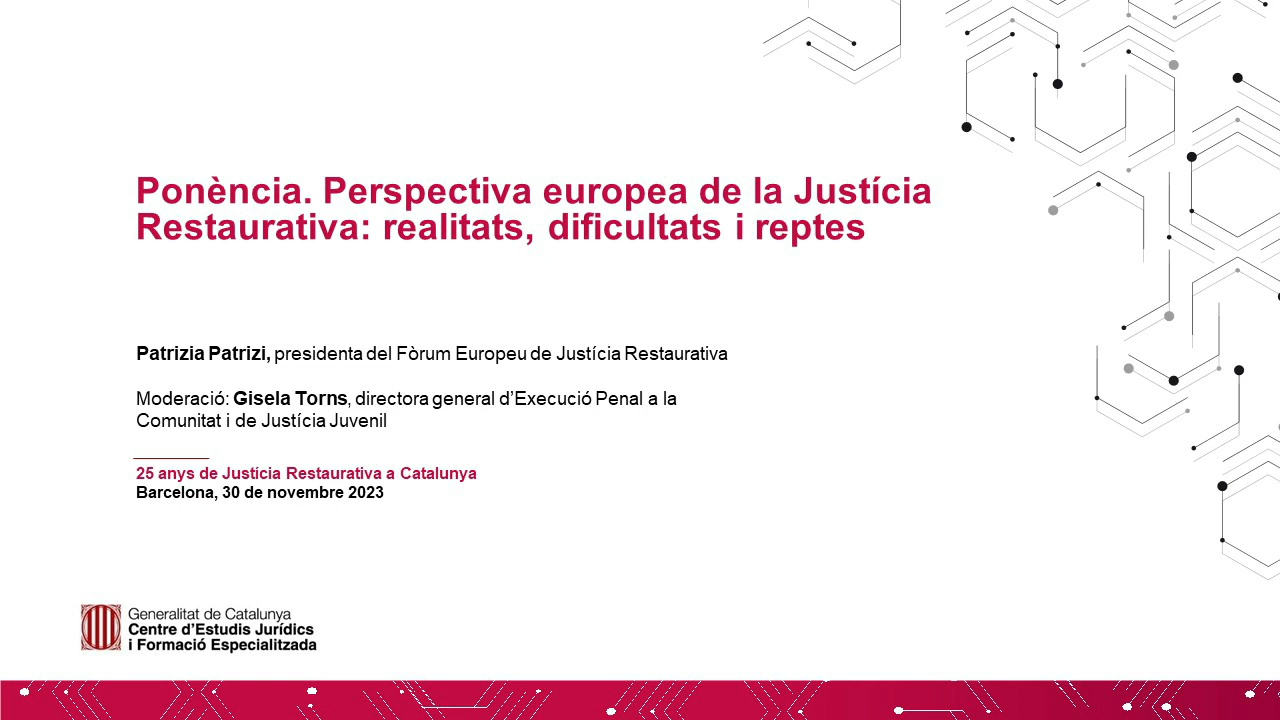 Ponència. Perspectiva europea de la Justícia
Restaurativa: realitats, dificultats i reptes
Patrizia Patrizi, presidenta del Fòrum Europeu de Justícia Restaurativa
Moderació: Gisela Torns, directora general d’Execució Penal a la
Comunitat i de Justícia Juvenil
25 anys de Justícia Restaurativa a Catalunya
Barcelona, 30 de novembre 2023
Generalitat de Catalunya
Centre d’Estudis Jurídics
i Formació Especialitzada